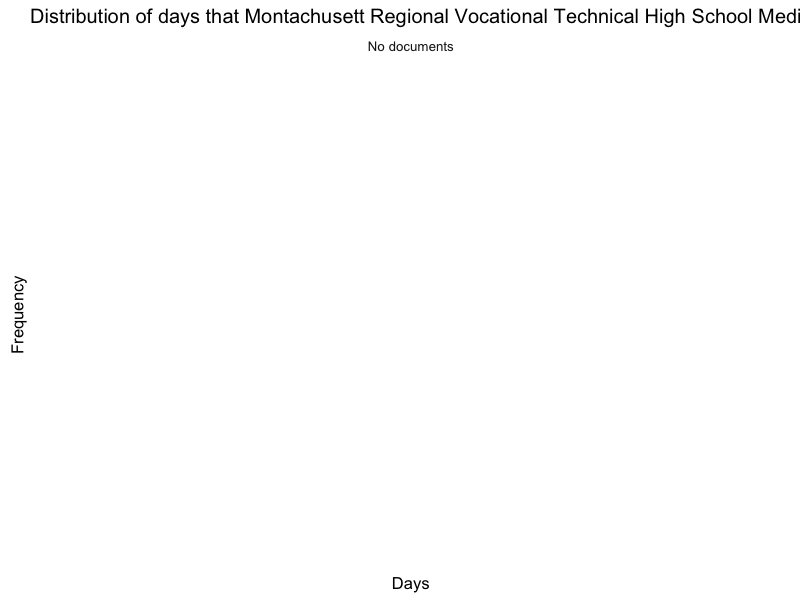 Distribution of days that Montachusett Regional Vocational Technical High School Medi
No documents
Frequency
Days